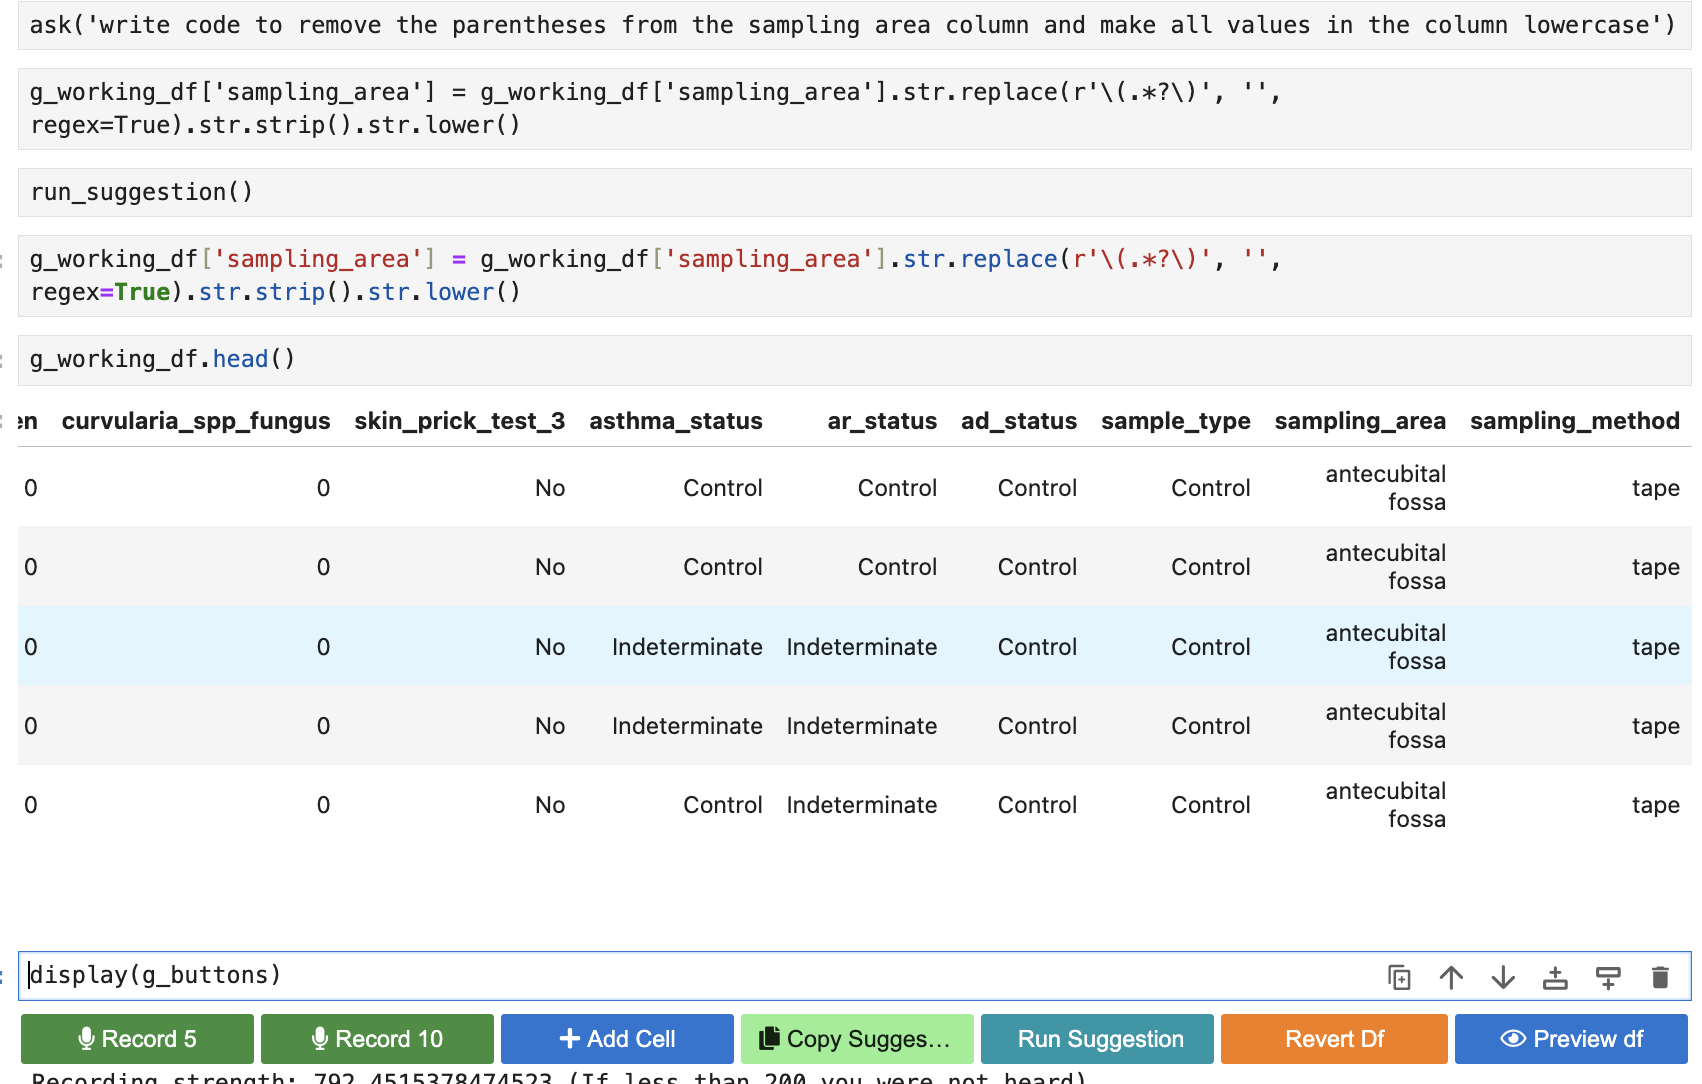 ask('write code to remove the parentheses from the sampling area column and make all values in the column lowercase')
g_working_df['sampling_area'] = g_working_df['sampling_area'].str.replace(r'\(.*?\)', '',
regex=True).str.strip().str.lower()
run_suggestion()
g_working_df['sampling_area'] = g_working_df['sampling_area'].str.replace(r'\(.*?\)', '',
regex=True).str.strip().str.lower()
g_working_df.head()
en curvularia_spp_fungus skin_prick_test_3 asthma_status ar_status ad_status sample_type sampling_area sampling_method
0 0 No Control Control Control Control antecubital fossa tape
0 0 No Control Control Control Control antecubital fossa tape
0 0 No Indeterminate Indeterminate Control Control antecubital fossa tape
0 0 No Indeterminate Indeterminate Control Control antecubital fossa tape
0 0 No Control Indeterminate Control Control antecubital fossa tape
display(g_buttons)
Record 5 Record 10 + Add Cell Copy Sugges... Run Suggestion Revert Df Preview df
Recording strength: 792.4515378474523 (If less than 200 you were not heard)